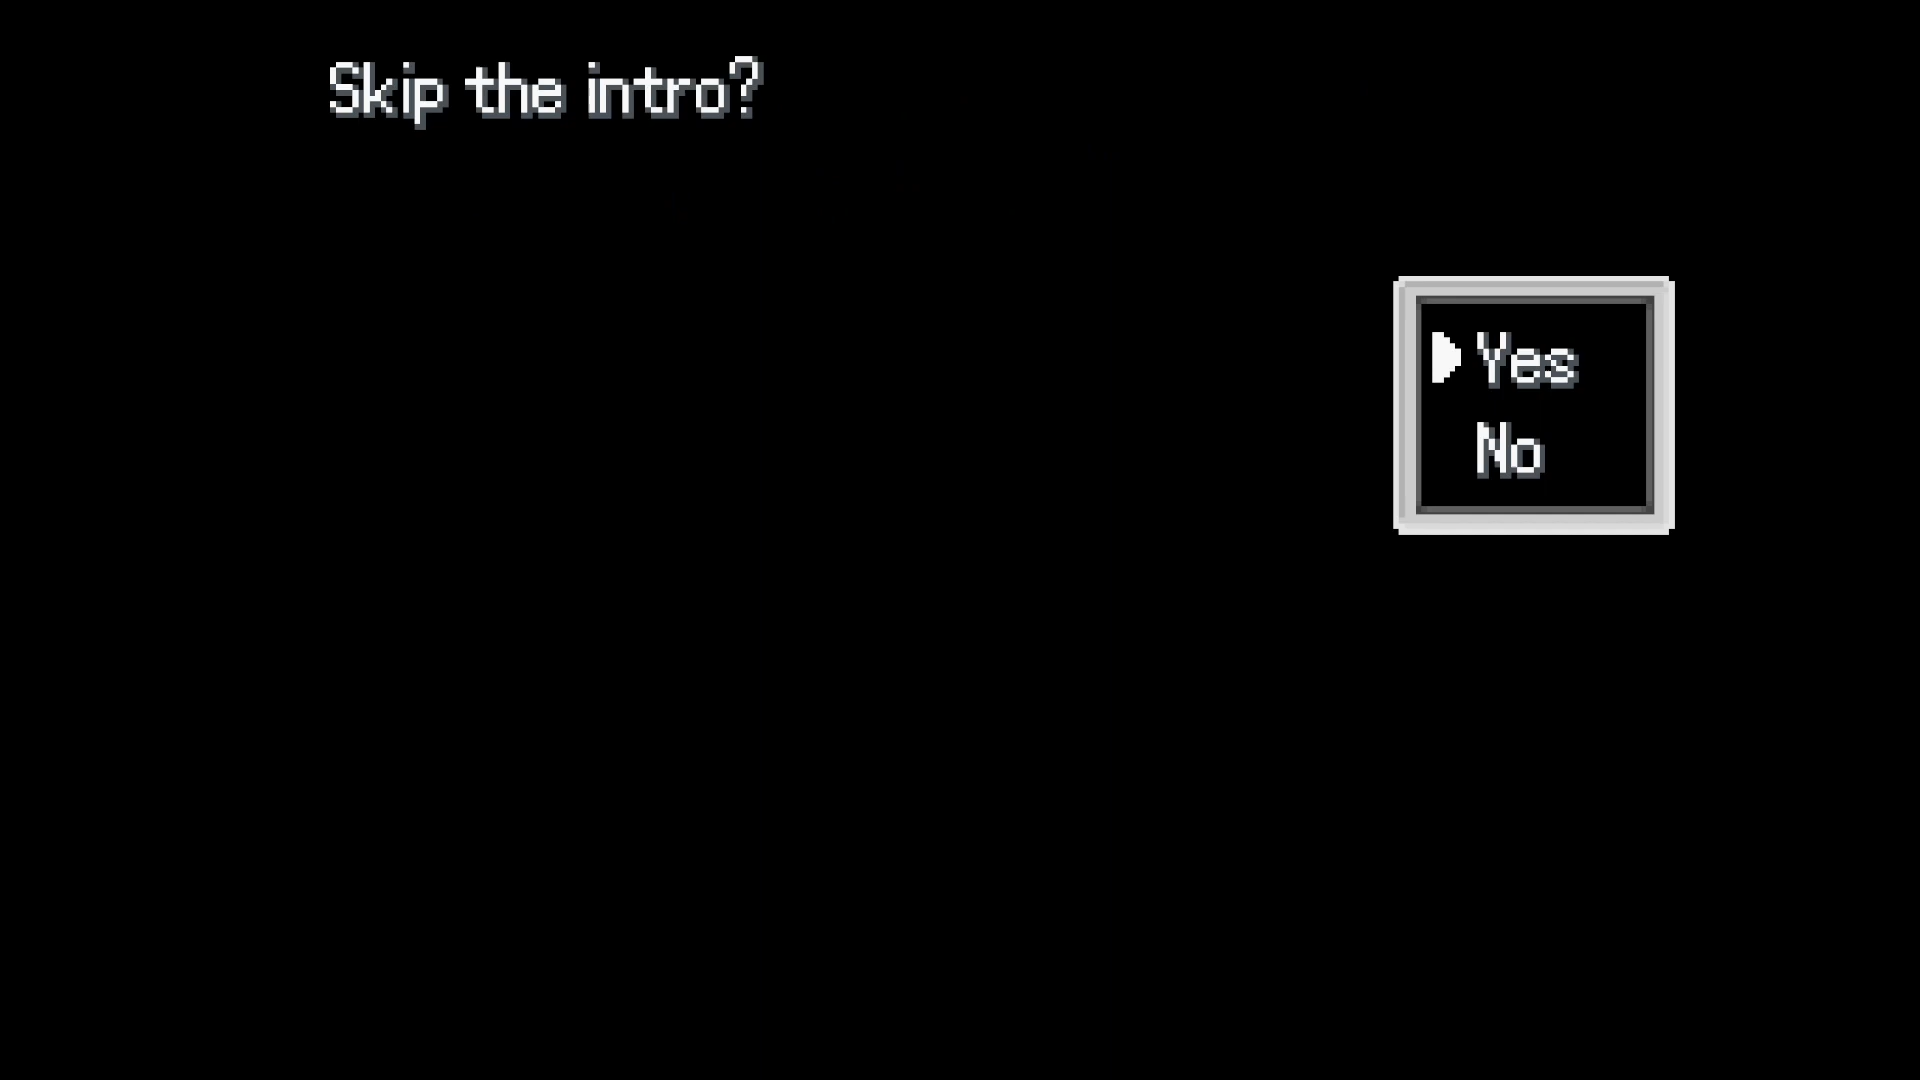 Skip the intro?
Yes
No